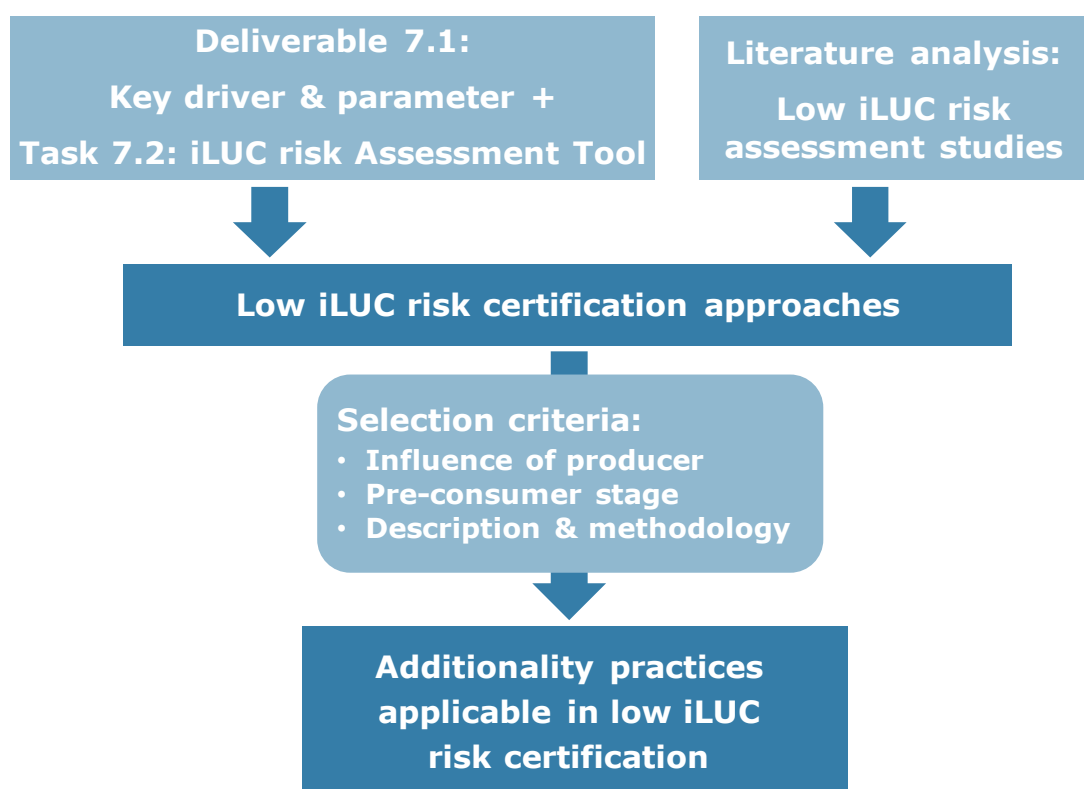 Deliverable 7.1:
Key driver & parameter +
Task 7.2: iLUC risk Assessment Tool
Literature analysis:
Low iLUC risk
assessment studies
Low iLUC risk certification approaches
Selection criteria:
• Influence of producer
• Pre-consumer stage
• Description & methodology
Additionality practices
applicable in low iLUC
risk certification